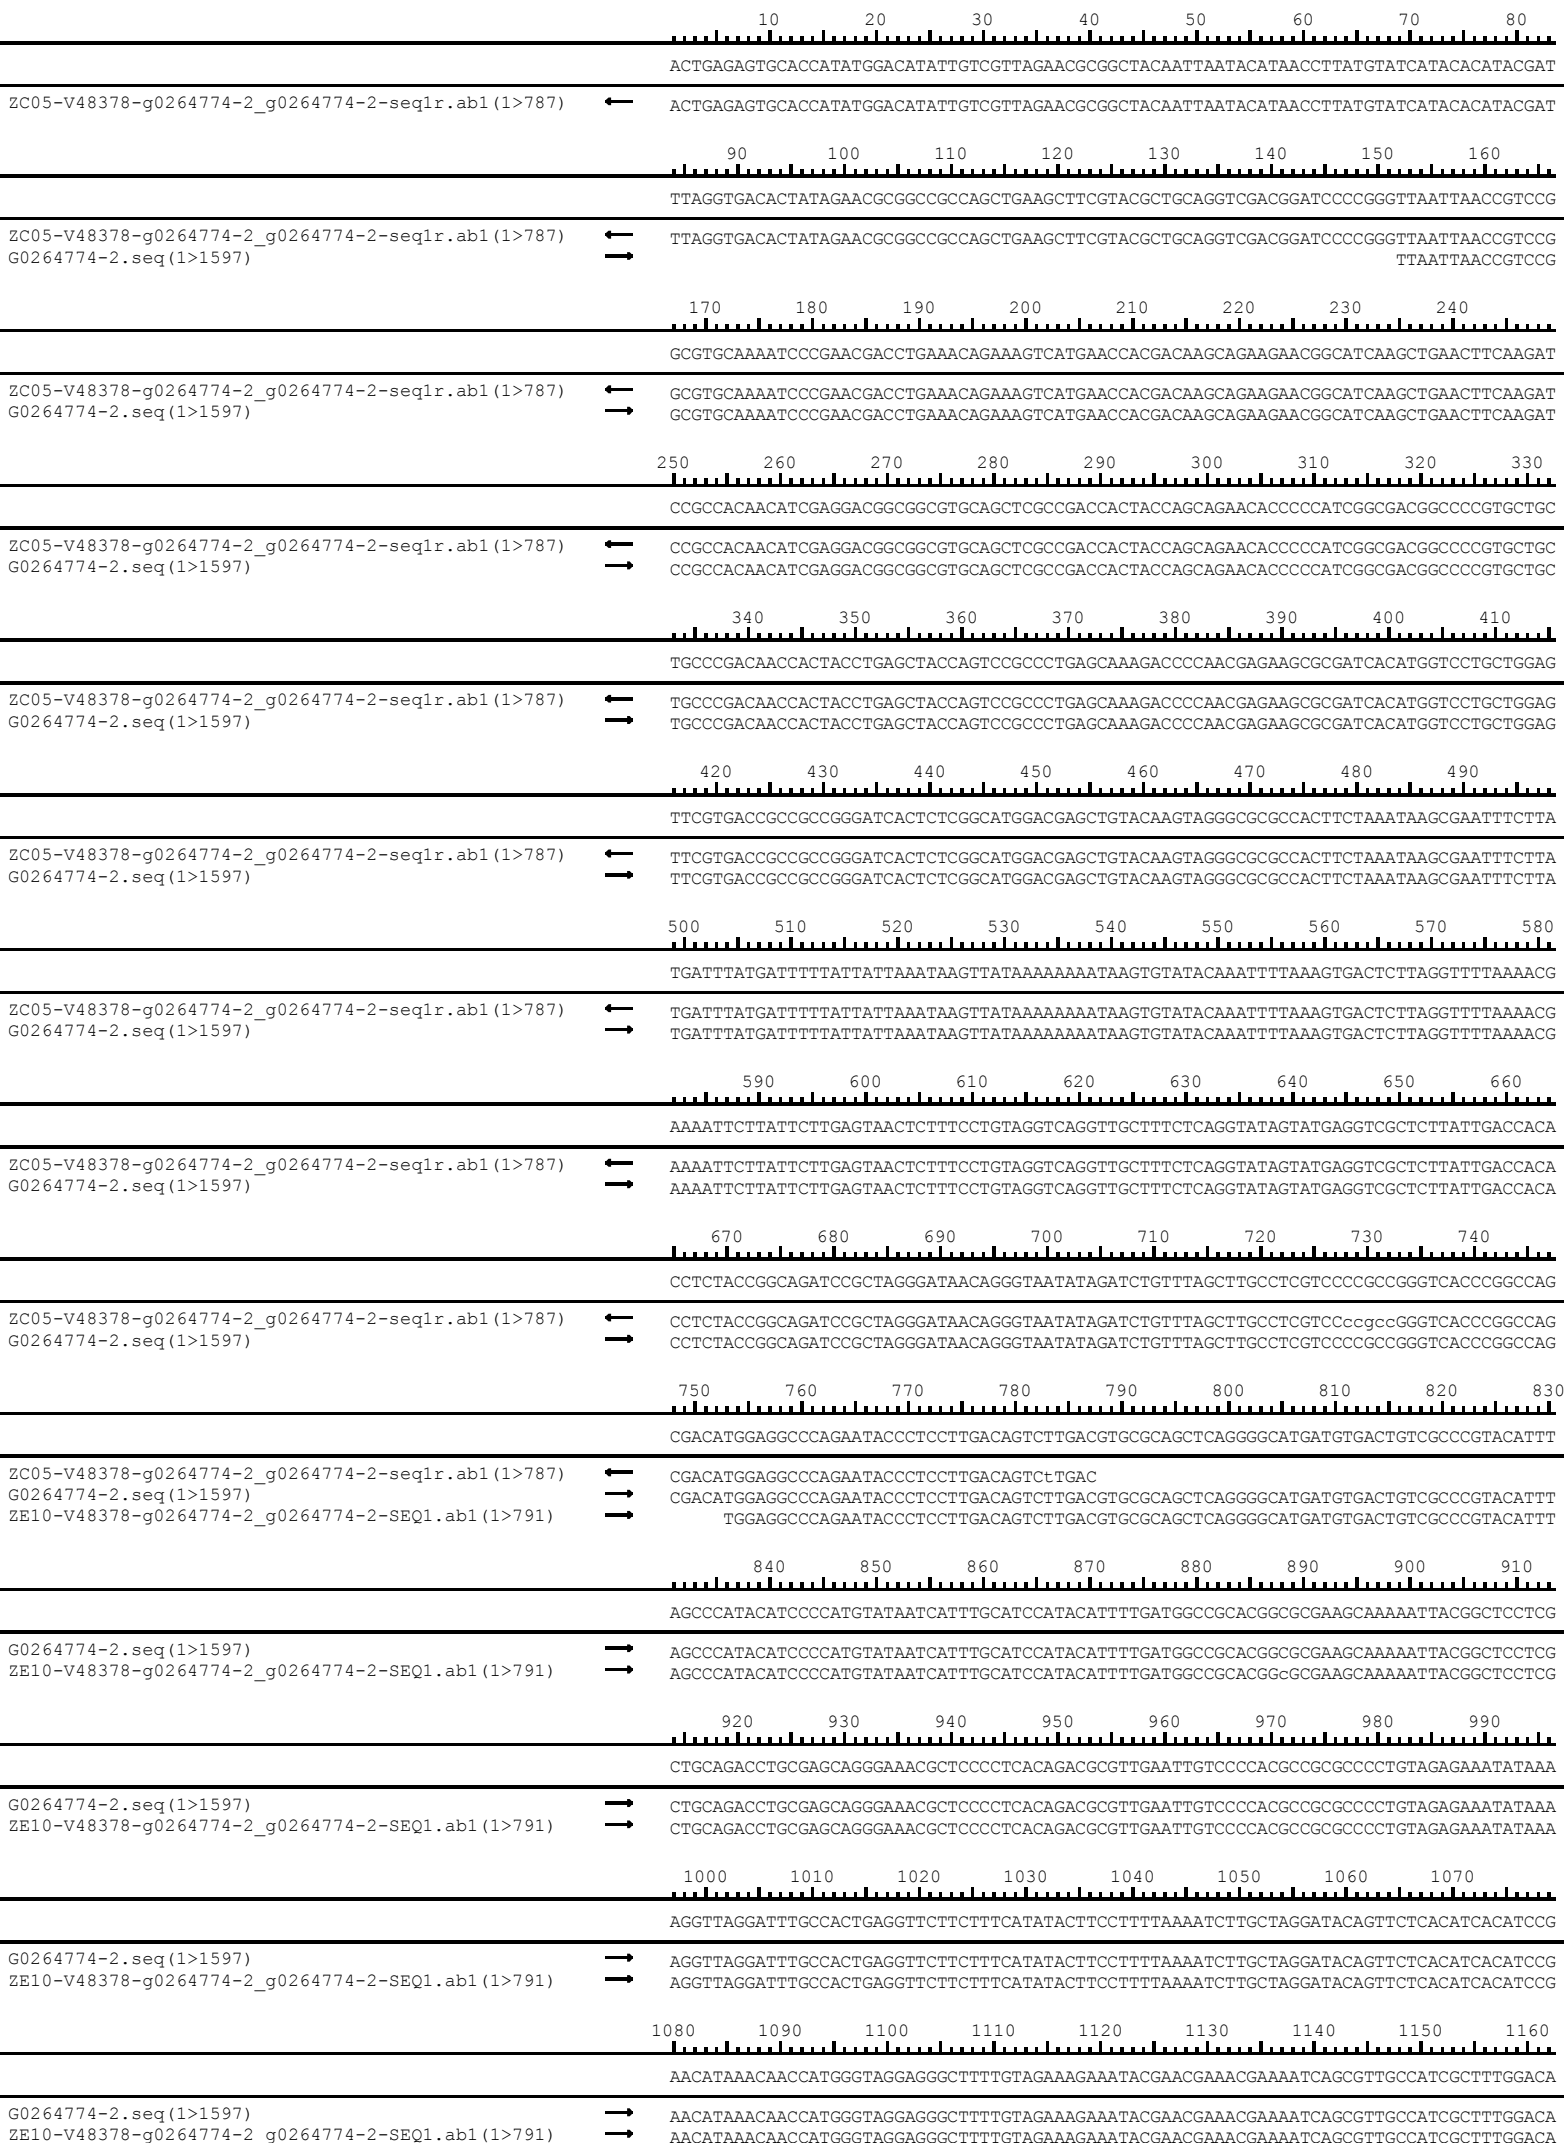 10 20 30 40 50 60 70 80
ACTGAGAGTGCACCATATGGACATATTGTCGTTAGAACGCGGCTACAATTAATACATAACCTTATGTATCATACACATACGAT
ZC05-V48378-g0264774-2_g0264774-2-seq1r.ab1(1>787) ← ACTGAGAGTGCACCATATGGACATATTGTCGTTAGAACGCGGCTACAATTAATACATAACCTTATGTATCATACACATACGAT
90 100 110 120 130 140 150 160
TTAGGTGACACTATAGAACGCGGCCGCCAGCTGAAGCTTCGTACGCTGCAGGTCGACGGATCCCCGGGTTAATTAACCGTCCG
ZC05-V48378-g0264774-2_g0264774-2-seq1r.ab1(1>787) ← TTAGGTGACACTATAGAACGCGGCCGCCAGCTGAAGCTTCGTACGCTGCAGGTCGACGGATCCCCGGGTTAATTAACCGTCCG
G0264774-2.seq(1>1597) → TTAATTAACCGTCCG
170 180 190 200 210 220 230 240
GCGTGCAAAATCCCGAACGACCTGAAACAGAAAGTCATGAACCACGACAAGCAGAAGAACGGCATCAAGCTGAACTTCAAGAT
ZC05-V48378-g0264774-2_g0264774-2-seq1r.ab1(1>787) ← GCGTGCAAAATCCCGAACGACCTGAAACAGAAAGTCATGAACCACGACAAGCAGAAGAACGGCATCAAGCTGAACTTCAAGAT
G0264774-2.seq(1>1597) → GCGTGCAAAATCCCGAACGACCTGAAACAGAAAGTCATGAACCACGACAAGCAGAAGAACGGCATCAAGCTGAACTTCAAGAT
250 260 270 280 290 300 310 320 330
CCGCCACAACATCGAGGACGGCGGCGTGCAGCTCGCCGACCACTACCAGCAGAACACCCCCATCGGCGACGGCCCCGTGCTGC
ZC05-V48378-g0264774-2_g0264774-2-seq1r.ab1(1>787) ← CCGCCACAACATCGAGGACGGCGGCGTGCAGCTCGCCGACCACTACCAGCAGAACACCCCCATCGGCGACGGCCCCGTGCTGC
G0264774-2.seq(1>1597) → CCGCCACAACATCGAGGACGGCGGCGTGCAGCTCGCCGACCACTACCAGCAGAACACCCCCATCGGCGACGGCCCCGTGCTGC
340 350 360 370 380 390 400 410
TGCCCGACAACCACTACCTGAGCTACCAGTCCGCCCTGAGCAAAGACCCCAACGAGAAGCGCGATCACATGGTCCTGCTGGAG
ZC05-V48378-g0264774-2_g0264774-2-seq1r.ab1(1>787) ← TGCCCGACAACCACTACCTGAGCTACCAGTCCGCCCTGAGCAAAGACCCCAACGAGAAGCGCGATCACATGGTCCTGCTGGAG
G0264774-2.seq(1>1597) → TGCCCGACAACCACTACCTGAGCTACCAGTCCGCCCTGAGCAAAGACCCCAACGAGAAGCGCGATCACATGGTCCTGCTGGAG
420 430 440 450 460 470 480 490
TTCGTGACCGCCGCCGGGATCACTCTCGGCATGGACGAGCTGTACAAGTAGGGCGCGCCACTTCTAAATAAGCGAATTTCTTA
ZC05-V48378-g0264774-2_g0264774-2-seq1r.ab1(1>787) ← TTCGTGACCGCCGCCGGGATCACTCTCGGCATGGACGAGCTGTACAAGTAGGGCGCGCCACTTCTAAATAAGCGAATTTCTTA
G0264774-2.seq(1>1597) → TTCGTGACCGCCGCCGGGATCACTCTCGGCATGGACGAGCTGTACAAGTAGGGCGCGCCACTTCTAAATAAGCGAATTTCTTA
500 510 520 530 540 550 560 570 580
TGATTTATGATTTTTATTATTAAATAAGTTATAAAAAAAATAAGTGTATACAAATTTTAAAGTGACTCTTAGGTTTTAAAACG
ZC05-V48378-g0264774-2_g0264774-2-seq1r.ab1(1>787) ← TGATTTATGATTTTTATTATTAAATAAGTTATAAAAAAAATAAGTGTATACAAATTTTAAAGTGACTCTTAGGTTTTAAAACG
G0264774-2.seq(1>1597) → TGATTTATGATTTTTATTATTAAATAAGTTATAAAAAAAATAAGTGTATACAAATTTTAAAGTGACTCTTAGGTTTTAAAACG
590 600 610 620 630 640 650 660
AAAATTCTTATTCTTGAGTAACTCTTTCCTGTAGGTCAGGTTGCTTTCTCAGGTATAGTATGAGGTCGCTCTTATTGACCACA
ZC05-V48378-g0264774-2_g0264774-2-seq1r.ab1(1>787) ← AAAATTCTTATTCTTGAGTAACTCTTTCCTGTAGGTCAGGTTGCTTTCTCAGGTATAGTATGAGGTCGCTCTTATTGACCACA
G0264774-2.seq(1>1597) → AAAATTCTTATTCTTGAGTAACTCTTTCCTGTAGGTCAGGTTGCTTTCTCAGGTATAGTATGAGGTCGCTCTTATTGACCACA
670 680 690 700 710 720 730 740
CCTCTACCGGCAGATCCGCTAGGGATAACAGGGTAATATAGATCTGTTTAGCTTGCCTCGTCCCCGCCGGGTCACCCGGCCAG
ZC05-V48378-g0264774-2_g0264774-2-seq1r.ab1(1>787) ← CCTCTACCGGCAGATCCGCTAGGGATAACAGGGTAATATAGATCTGTTTAGCTTGCCTCGTCCccgccGGGTCACCCGGCCAG
G0264774-2.seq(1>1597) → CCTCTACCGGCAGATCCGCTAGGGATAACAGGGTAATATAGATCTGTTTAGCTTGCCTCGTCCCCGCCGGGTCACCCGGCCAG
750 760 770 780 790 800 810 820 830
CGACATGGAGGCCCAGAATACCCTCCTTGACAGTCTTGACGTGCGCAGCTCAGGGGCATGATGTGACTGTCGCCCGTACATTT
ZC05-V48378-g0264774-2_g0264774-2-seq1r.ab1(1>787) ← CGACATGGAGGCCCAGAATACCCTCCTTGACAGTCtTGAC
G0264774-2.seq(1>1597) → CGACATGGAGGCCCAGAATACCCTCCTTGACAGTCTTGACGTGCGCAGCTCAGGGGCATGATGTGACTGTCGCCCGTACATTT
ZE10-V48378-g0264774-2_g0264774-2-SEQ1.ab1(1>791) → TGGAGGCCCAGAATACCCTCCTTGACAGTCTTGACGTGCGCAGCTCAGGGGCATGATGTGACTGTCGCCCGTACATTT
840 850 860 870 880 890 900 910
AGCCCATACATCCCCATGTATAATCATTTGCATCCATACATTTTGATGGCCGCACGGCGCGAAGCAAAAATTACGGCTCCTCG
G0264774-2.seq(1>1597) → AGCCCATACATCCCCATGTATAATCATTTGCATCCATACATTTTGATGGCCGCACGGCGCGAAGCAAAAATTACGGCTCCTCG
ZE10-V48378-g0264774-2_g0264774-2-SEQ1.ab1(1>791) → AGCCCATACATCCCCATGTATAATCATTTGCATCCATACATTTTGATGGCCGCACGGcGCGAAGCAAAAATTACGGCTCCTCG
920 930 940 950 960 970 980 990
CTGCAGACCTGCGAGCAGGGAAACGCTCCCCTCACAGACGCGTTGAATTGTCCCCACGCCGCGCCCCTGTAGAGAAATATAAA
G0264774-2.seq(1>1597) → CTGCAGACCTGCGAGCAGGGAAACGCTCCCCTCACAGACGCGTTGAATTGTCCCCACGCCGCGCCCCTGTAGAGAAATATAAA
ZE10-V48378-g0264774-2_g0264774-2-SEQ1.ab1(1>791) → CTGCAGACCTGCGAGCAGGGAAACGCTCCCCTCACAGACGCGTTGAATTGTCCCCACGCCGCGCCCCTGTAGAGAAATATAAA
1000 1010 1020 1030 1040 1050 1060 1070
AGGTTAGGATTTGCCACTGAGGTTCTTCTTTCATATACTTCCTTTTAAAATCTTGCTAGGATACAGTTCTCACATCACATCCG
G0264774-2.seq(1>1597) → AGGTTAGGATTTGCCACTGAGGTTCTTCTTTCATATACTTCCTTTTAAAATCTTGCTAGGATACAGTTCTCACATCACATCCG
ZE10-V48378-g0264774-2_g0264774-2-SEQ1.ab1(1>791) → AGGTTAGGATTTGCCACTGAGGTTCTTCTTTCATATACTTCCTTTTAAAATCTTGCTAGGATACAGTTCTCACATCACATCCG
1080 1090 1100 1110 1120 1130 1140 1150 1160
AACATAAACAACCATGGGTAGGAGGGCTTTTGTAGAAAGAAATACGAACGAAACGAAAATCAGCGTTGCCATCGCTTTGGACA
G0264774-2.seq(1>1597) → AACATAAACAACCATGGGTAGGAGGGCTTTTGTAGAAAGAAATACGAACGAAACGAAAATCAGCGTTGCCATCGCTTTGGACA
ZE10-V48378-g0264774-2_g0264774-2-SEQ1.ab1(1>791) → AACATAAACAACCATGGGTAGGAGGGCTTTTGTAGAAAGAAATACGAACGAAACGAAAATCAGCGTTGCCATCGCTTTGGACA